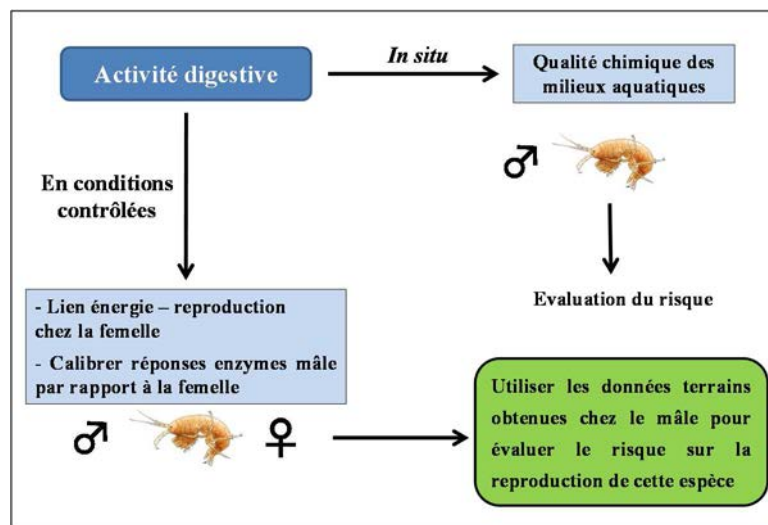 Activité digestive
In situ
Qualité chimique des
milieux aquatiques
♂
En conditions
contrôlées
Evaluation du risque
- Lien énergie – reproduction
chez la femelle
- Calibrer réponses enzymes mâle
par rapport à la femelle
♂ ♀
Utiliser les données terrains
obtenues chez le mâle pour
évaluer le risque sur la
reproduction de cette espèce